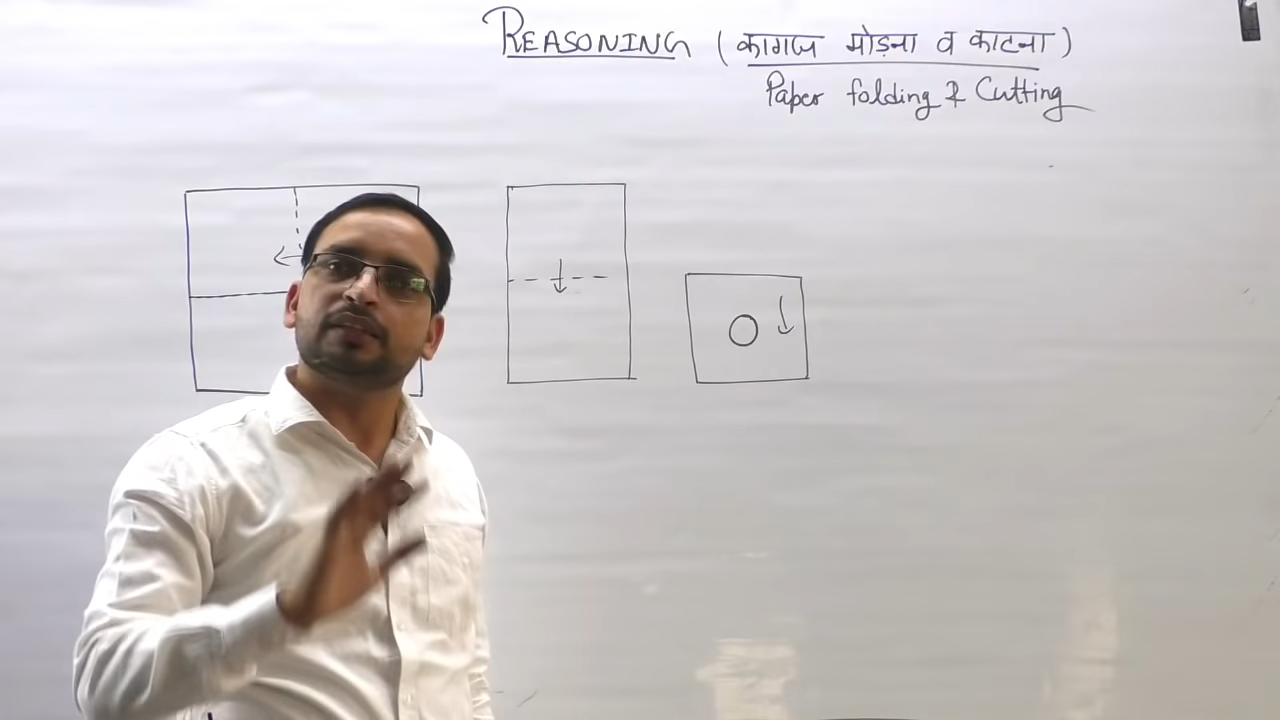 REASONING (कागज मोड़ना व काटना)
Paper folding & Cutting